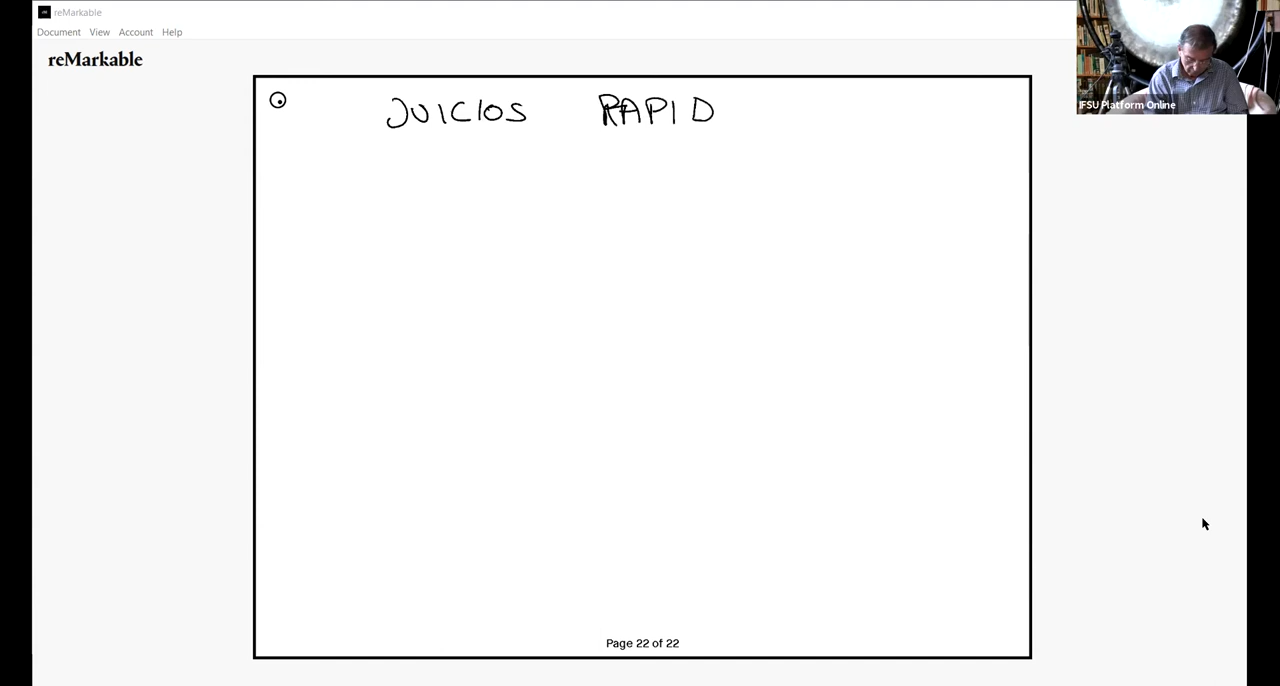 reMarkable
Document View Account Help
reMarkable
JUICIOS RAPID
IFSU Platform Online
Page 22 of 22